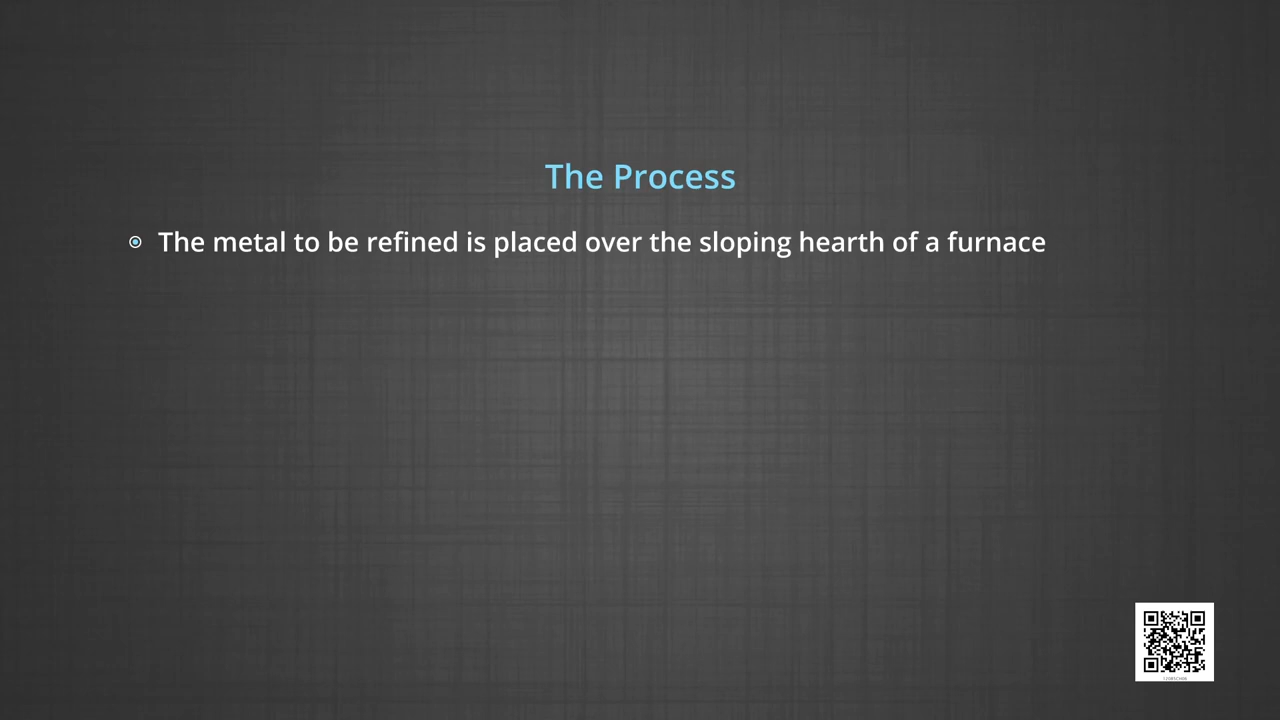 The Process
The metal to be refined is placed over the sloping hearth of a furnace